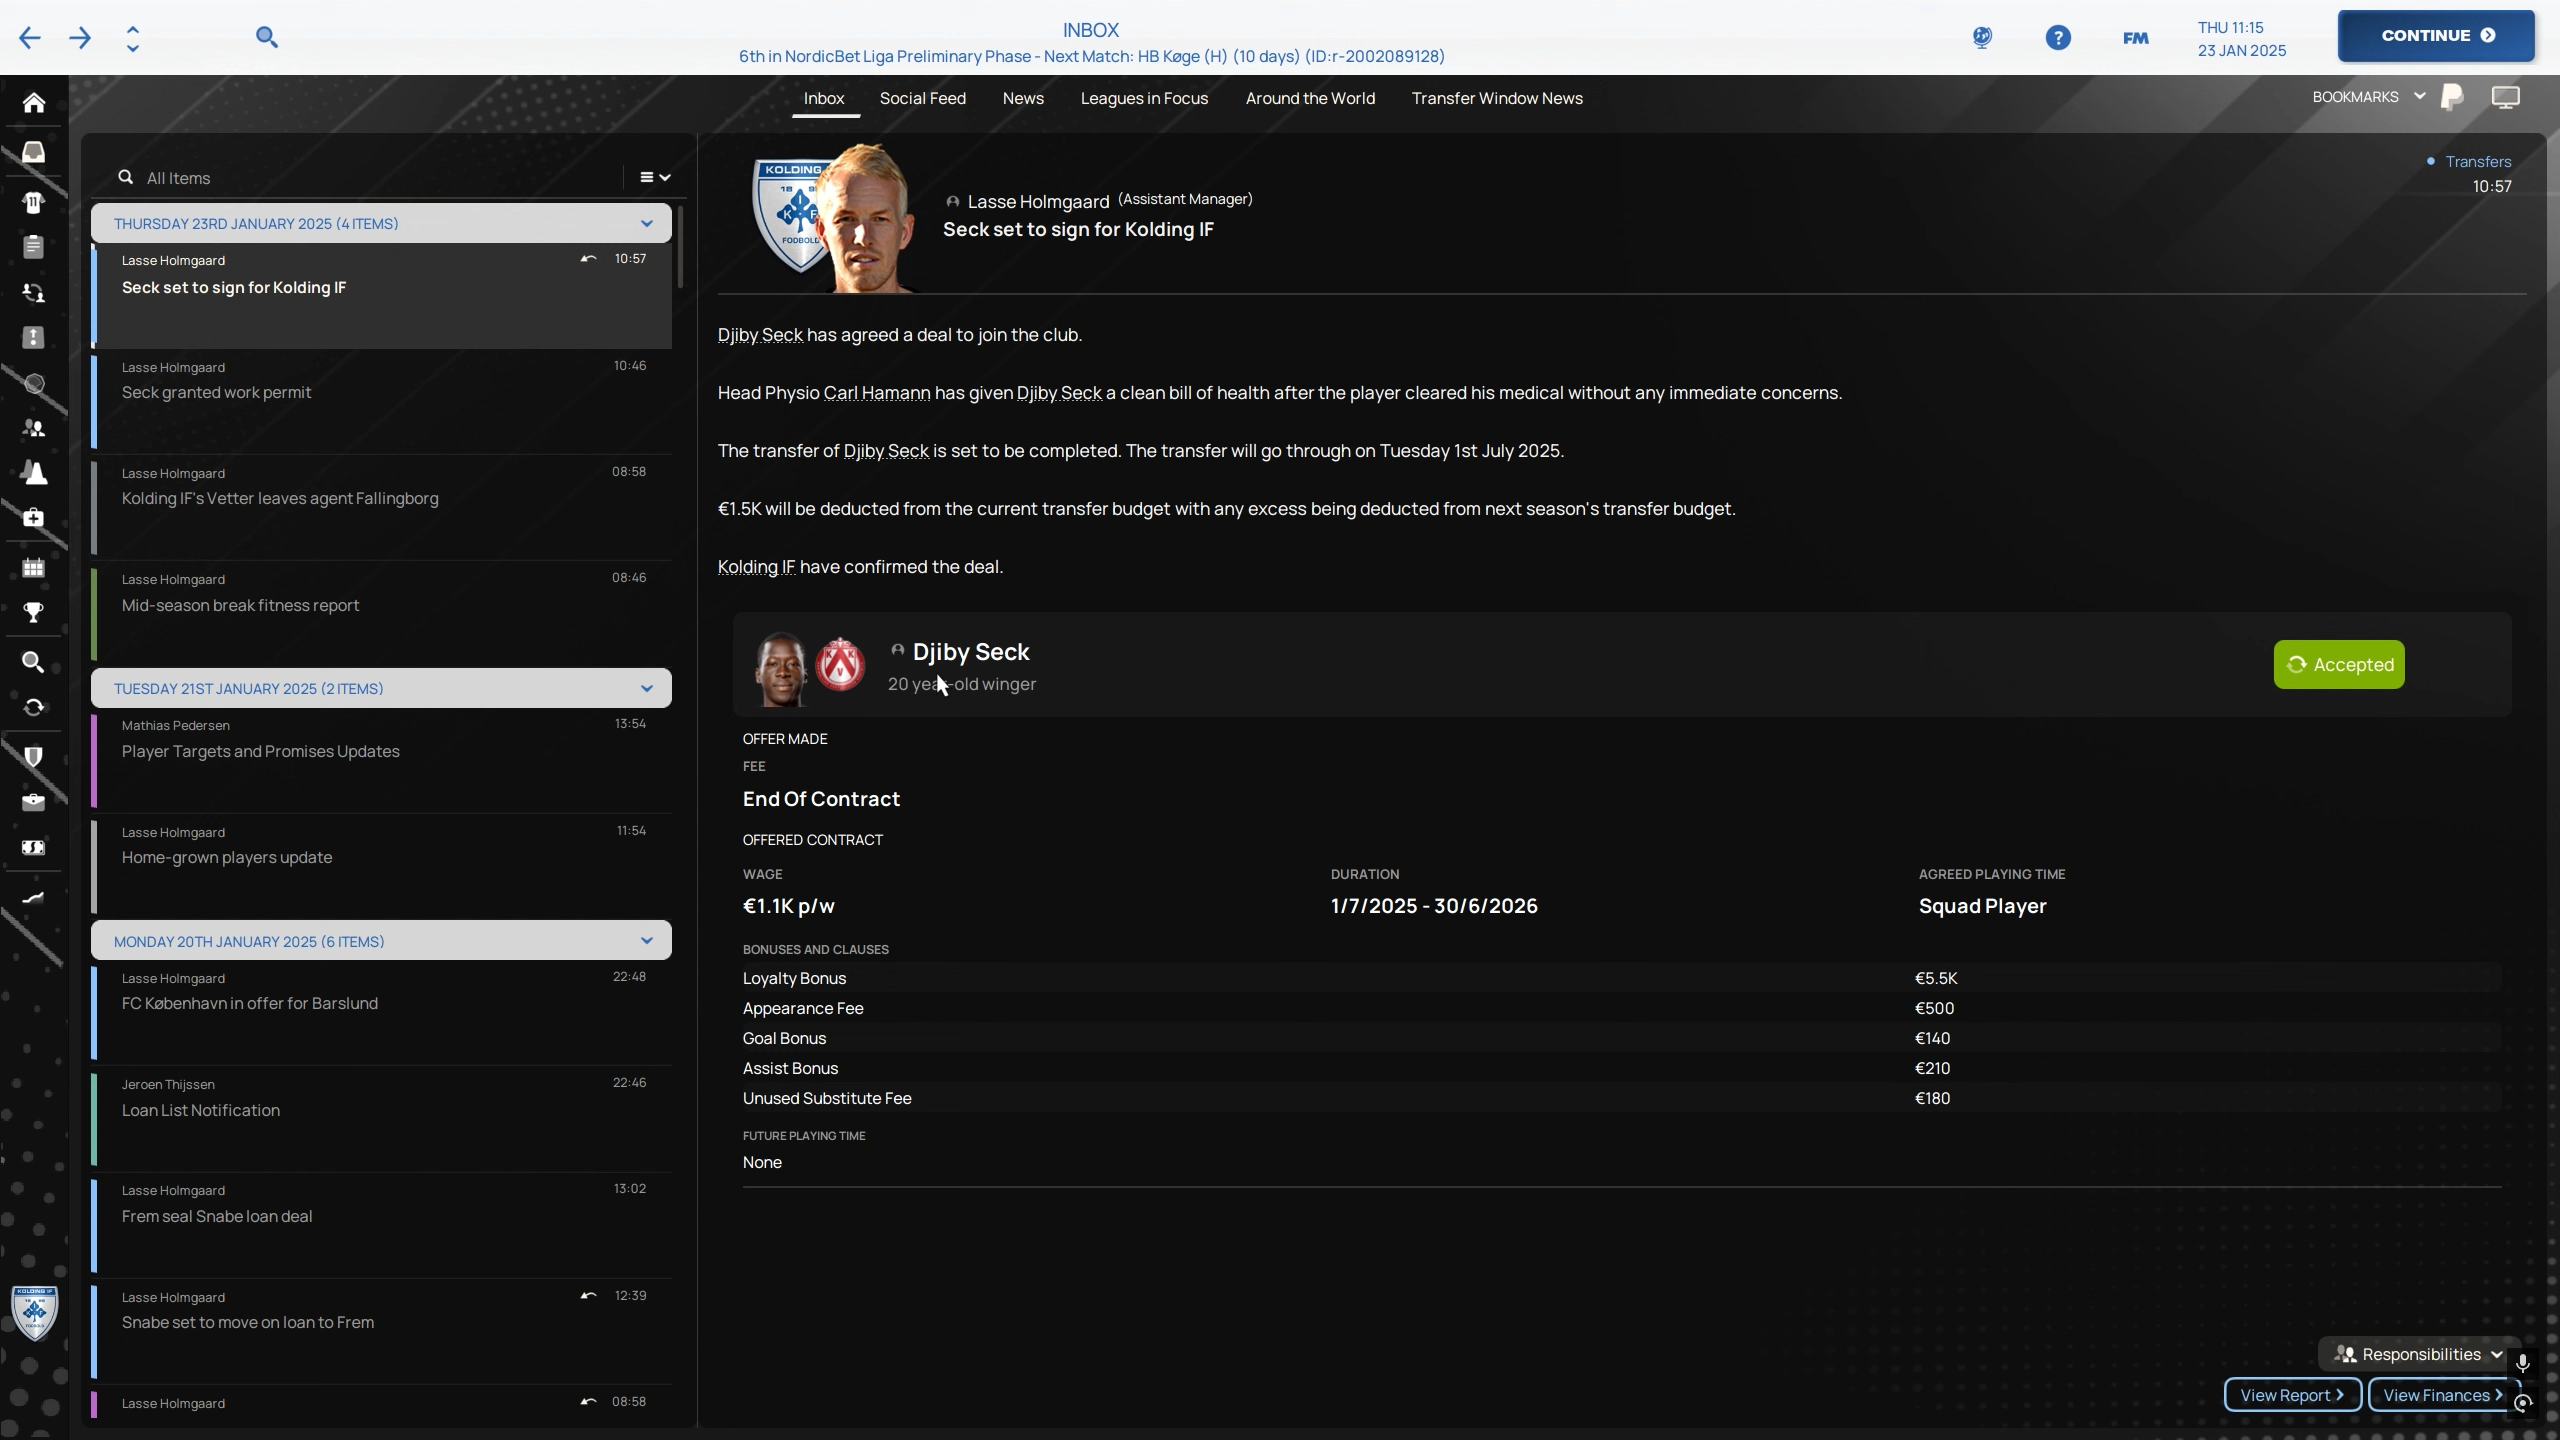 INBOX
6th in NordicBet Liga Preliminary Phase - Next Match: HB Køge (H) (10 days) (ID:r-2002089128)
?
FM
THU 11:15
23 JAN 2025
CONTINUE
Inbox
Social Feed
News
Leagues in Focus
Around the World
Transfer Window News
BOOKMARKS
All Items
THURSDAY 23RD JANUARY 2025 (4 ITEMS)
Lasse Holmgaard
10:57
Seck set to sign for Kolding IF
Lasse Holmgaard
10:46
Seck granted work permit
Lasse Holmgaard
08:58
Kolding IF's Vetter leaves agent Fallingborg
Lasse Holmgaard
08:46
Mid-season break fitness report
TUESDAY 21ST JANUARY 2025 (2 ITEMS)
Mathias Pedersen
13:54
Player Targets and Promises Updates
Lasse Holmgaard
11:54
Home-grown players update
MONDAY 20TH JANUARY 2025 (6 ITEMS)
Lasse Holmgaard
22:48
FC København in offer for Barslund
Jeroen Thijssen
22:46
Loan List Notification
Lasse Holmgaard
13:02
Frem seal Snabe loan deal
Lasse Holmgaard
12:39
Snabe set to move on loan to Frem
Lasse Holmgaard
08:58
KOLDING
FODBOLD
Lasse Holmgaard (Assistant Manager)
Seck set to sign for Kolding IF
Transfers
10:57
Djiby Seck has agreed a deal to join the club.
Head Physio Carl Hamann has given Djiby Seck a clean bill of health after the player cleared his medical without any immediate concerns.
The transfer of Djiby Seck is set to be completed. The transfer will go through on Tuesday 1st July 2025.
€1.5K will be deducted from the current transfer budget with any excess being deducted from next season's transfer budget.
Kolding IF have confirmed the deal.
Djiby Seck
20 year-old winger
Accepted
OFFER MADE
FEE
End Of Contract
OFFERED CONTRACT
WAGE
DURATION
AGREED PLAYING TIME
€1.1K p/w
1/7/2025 - 30/6/2026
Squad Player
BONUSES AND CLAUSES
Loyalty Bonus €5.5K
Appearance Fee €500
Goal Bonus €140
Assist Bonus €210
Unused Substitute Fee €180
FUTURE PLAYING TIME
None
Responsibilities
View Report
View Finances